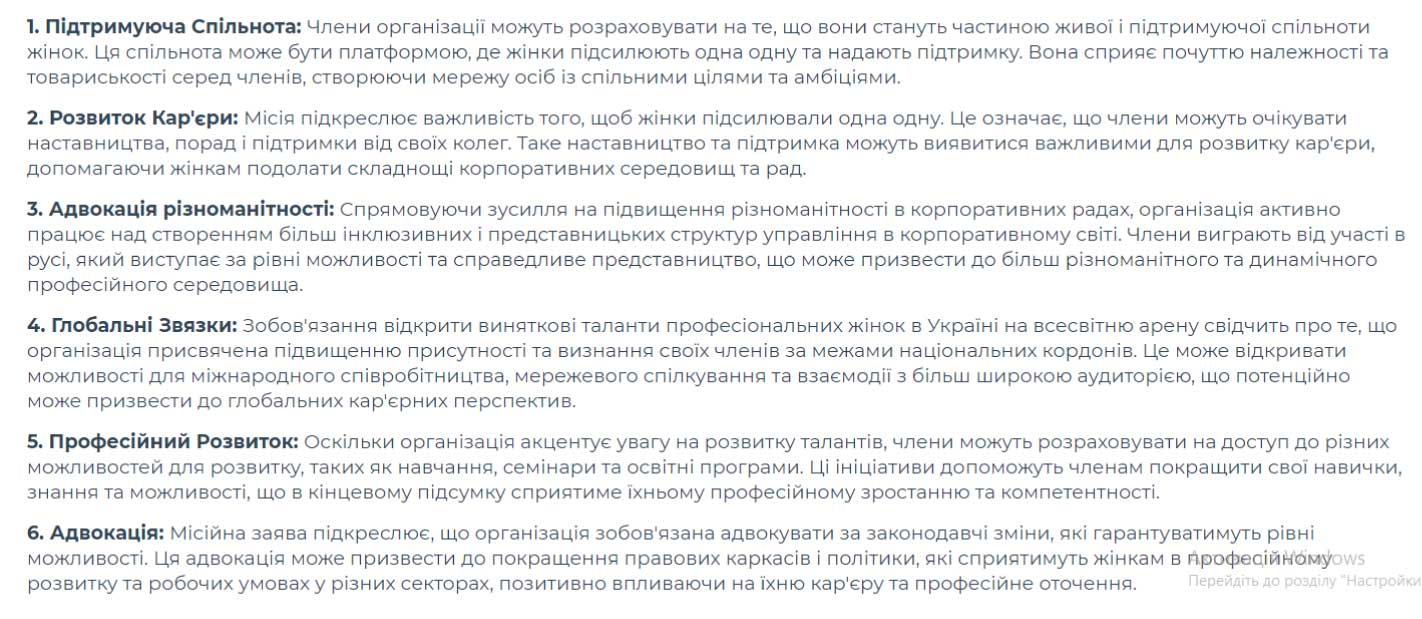 1. Підтримуюча Спільнота: Члени організації можуть розраховувати на те, що вони стануть частиною живої і підтримуючої спільноти
жінок. Ця спільнота може бути платформою, де жінки підсилюють одна одну та надають підтримку. Вона сприяє почуттю належності та
товариськості серед членів, створюючи мережу осіб із спільними цілями та амбіціями.
2. Розвиток Кар'єри: Місія підкреслює важливість того, щоб жінки підсилювали одна одну. Це означає, що члени можуть очікувати
наставництва, порад і підтримки від своїх колег. Таке наставництво та підтримка можуть виявитися важливими для розвитку кар'єри,
допомагаючи жінкам подолати складнощі корпоративних середовищ та рад.
3. Адвокація різноманітності: Спрямовуючи зусилля на підвищення різноманітності в корпоративних радах, організація активно
працює над створенням більш інклюзивних і представницьких структур управління в корпоративному світі. Члени виграють від участі в
русі, який виступає за рівні можливості та справедливе представництво, що може призвести до більш різноманітного та динамічного
професійного середовища.
4. Глобальні Звязки: Зобов'язання відкрити виняткові таланти професіональних жінок в Україні на всесвітню арену свідчить про те, що
організація присвячена підвищенню присутності та визнання своїх членів за межами національних кордонів. Це може відкривати
можливості для міжнародного співробітництва, мережевого спілкування та взаємодії з більш широкою аудиторією, що потенційно
може призвести до глобальних кар'єрних перспектив.
5. Професійний Розвиток: Оскільки організація акцентує увагу на розвитку талантів, члени можуть розраховувати на доступ до різних
можливостей для розвитку, таких як навчання, семінари та освітні програми. Ці ініціативи допоможуть членам покращити свої навички,
знання та можливості, що в кінцевому підсумку сприятиме їхньому професійному зростанню та компетентності.
6. Адвокація: Місійна заява підкреслює, що організація зобов'язана адвокувати за законодавчі зміни, які гарантуватимуть рівні
можливості. Ця адвокація може призвести до покращення правових каркасів і політики, які сприятимуть жінкам в професійному
розвитку та робочих умовах у різних секторах, позитивно впливаючи на їхню кар'єру та професійне оточення.
Windows
Перейдіть до розділу "Настройки